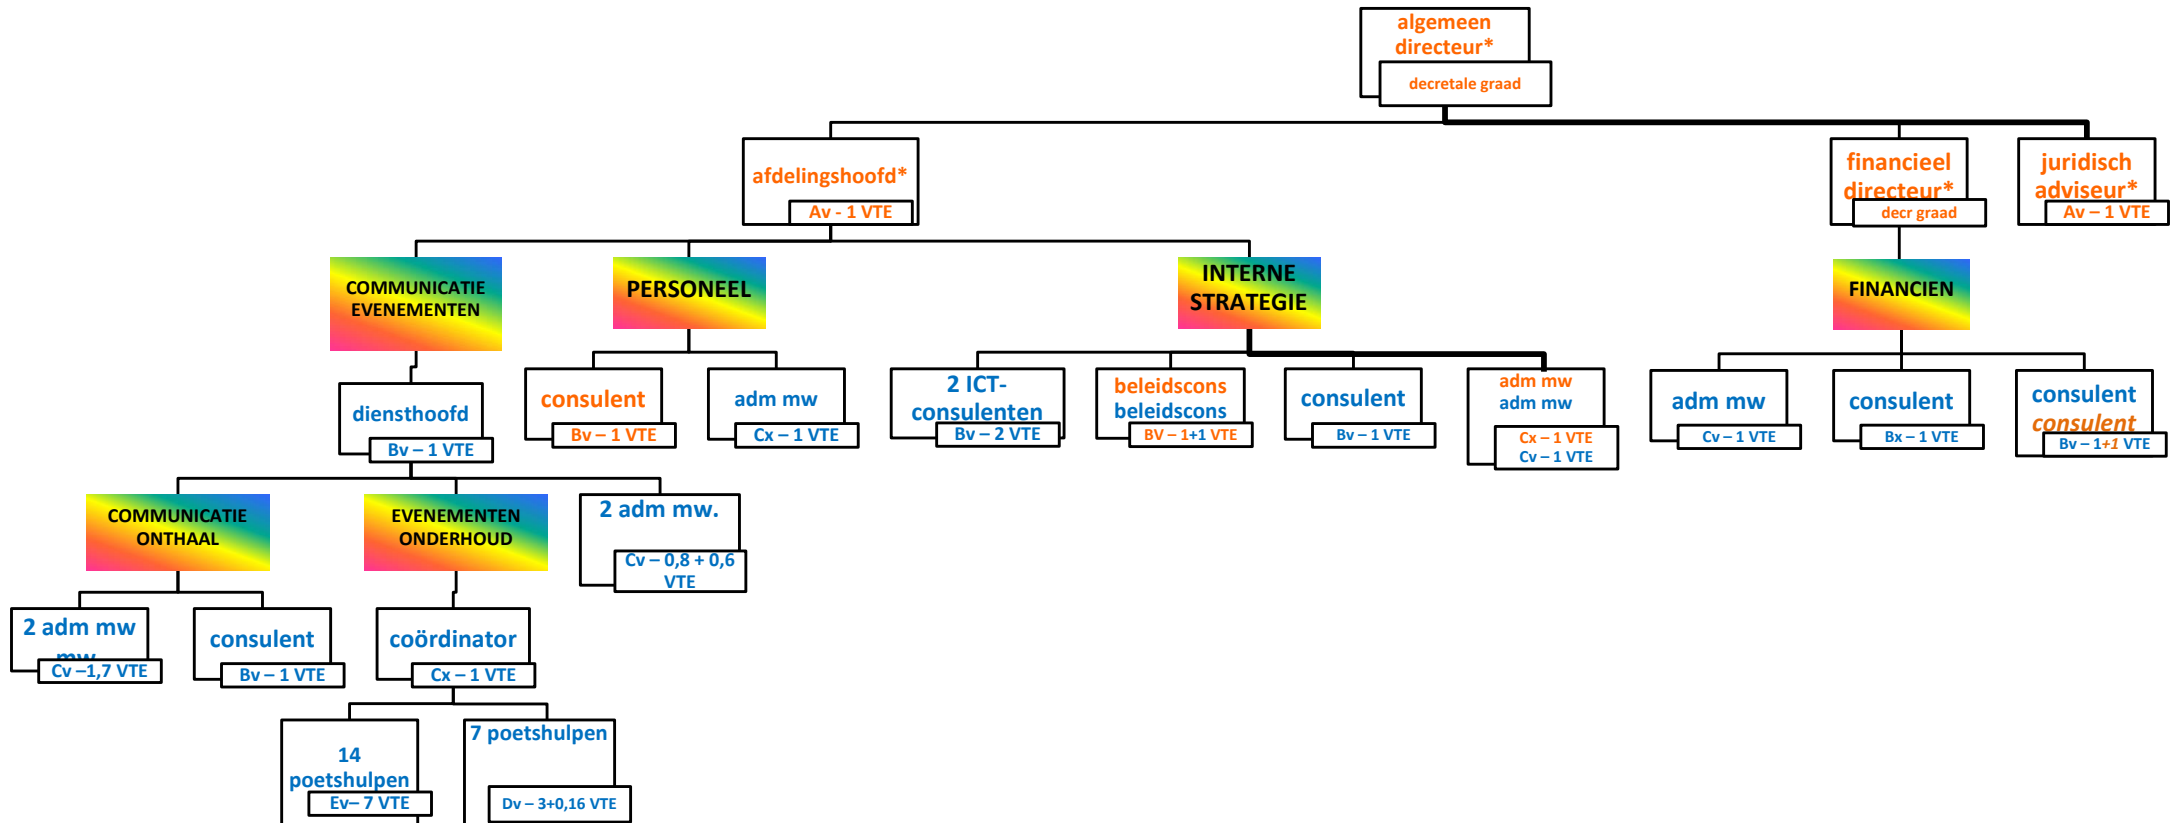 algemeen
directeur*
decretale graad
afdelingshoofd*
Av - 1 VTE
financieel
directeur*
decr graad
juridisch
adviseur*
Av – 1 VTE
COMMUNICATIE
EVENEMENTEN
PERSONEEL
INTERNE
STRATEGIE
FINANCIEN
diensthoofd
Bv – 1 VTE
consulent
Bv – 1 VTE
adm mw
Cx – 1 VTE
2 ICT-
consulenten
Bv – 2 VTE
beleidscons
beleidscons
BV – 1+1 VTE
consulent
Bv – 1 VTE
adm mw
adm mw
Cx – 1 VTE
Cv – 1 VTE
adm mw
Cv – 1 VTE
consulent
Bx – 1 VTE
consulent
consulent
Bv – 1+1 VTE
COMMUNICATIE
ONTHAAL
EVENEMENTEN
ONDERHOUD
2 adm mw.
Cv – 0,8 + 0,6
VTE
2 adm mw
mw
Cv –1,7 VTE
consulent
Bv – 1 VTE
coördinator
Cx – 1 VTE
14
poetshulpen
Ev– 7 VTE
7 poetshulpen
Dv – 3+0,16 VTE